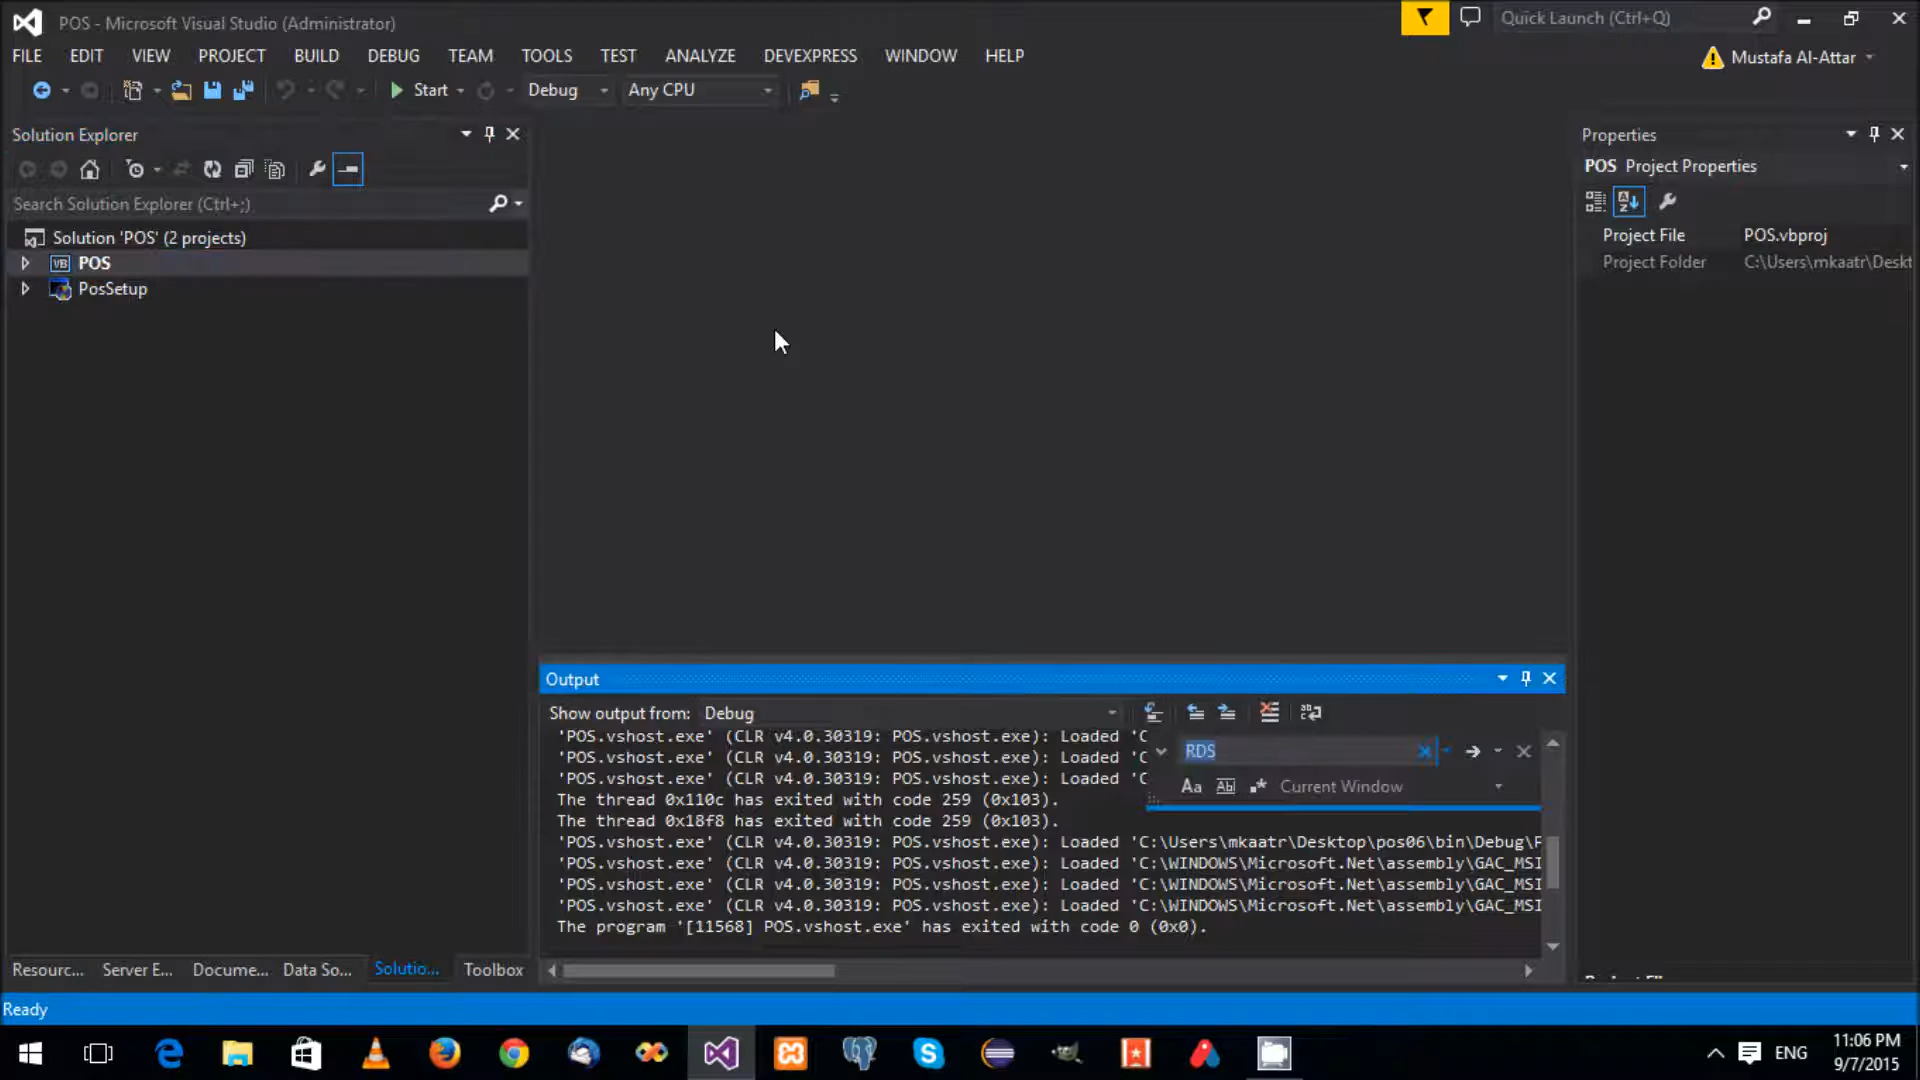 POS - Microsoft Visual Studio (Administrator)
Quick Launch (Ctrl+Q)
FILE EDIT VIEW PROJECT BUILD DEBUG TEAM TOOLS TEST ANALYZE DEVEXPRESS WINDOW HELP
Mustafa Al-Attar
Start Debug Any CPU
Solution Explorer
Search Solution Explorer (Ctrl+;)
Solution 'POS' (2 projects)
VB POS
PosSetup
Properties
POS Project Properties
Project File POS.vbproj
Project Folder C:\Users\mkaatr\Deskt
Output
Show output from: Debug
'POS.vshost.exe' (CLR v4.0.30319: POS.vshost.exe): Loaded 'C
'POS.vshost.exe' (CLR v4.0.30319: POS.vshost.exe): Loaded 'C
'POS.vshost.exe' (CLR v4.0.30319: POS.vshost.exe): Loaded 'C
The thread 0x110c has exited with code 259 (0x103).
The thread 0x18f8 has exited with code 259 (0x103).
'POS.vshost.exe' (CLR v4.0.30319: POS.vshost.exe): Loaded 'C:\Users\mkaatr\Desktop\pos06\bin\Debug\
'POS.vshost.exe' (CLR v4.0.30319: POS.vshost.exe): Loaded 'C:\WINDOWS\Microsoft.Net\assembly\GAC_MSI
'POS.vshost.exe' (CLR v4.0.30319: POS.vshost.exe): Loaded 'C:\WINDOWS\Microsoft.Net\assembly\GAC_MSI
'POS.vshost.exe' (CLR v4.0.30319: POS.vshost.exe): Loaded 'C:\WINDOWS\Microsoft.Net\assembly\GAC_MSI
The program '[11568] POS.vshost.exe' has exited with code 0 (0x0).
RDS
Aa Abl Current Window
Resourc... Server E... Docume... Data So... Solutio... Toolbox
Ready
ENG
11:06 PM
9/7/2015